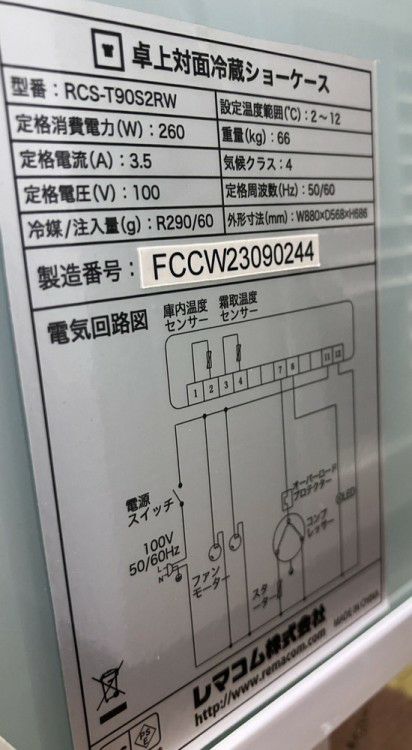 卓上対面冷蔵ショーケース
型番：RCS-T90S2RW 設定温度範囲(℃)：2～12
定格消費電力(W)：260 重量(kg)：66
定格電流(A)：3.5 気候クラス：4
定格電圧(V)：100 定格周波数(Hz)：50/60
冷媒/注入量(g)：R290/60 外形寸法(mm)：W880×D568×H686
製造番号：FCCW23090244
電気回路図
庫内温度
センサー
霜取温度
センサー
1 2 3 4 7 8 11 12
電源
スイッチ
オーバーロード
プロテクター
LED
100V
50/60Hz
L
N
ファン
モーター
コンプ
レッサー
スター
ター
レマコム株式会社
http://www.remacom.com
MADE IN CHINA
PS
E